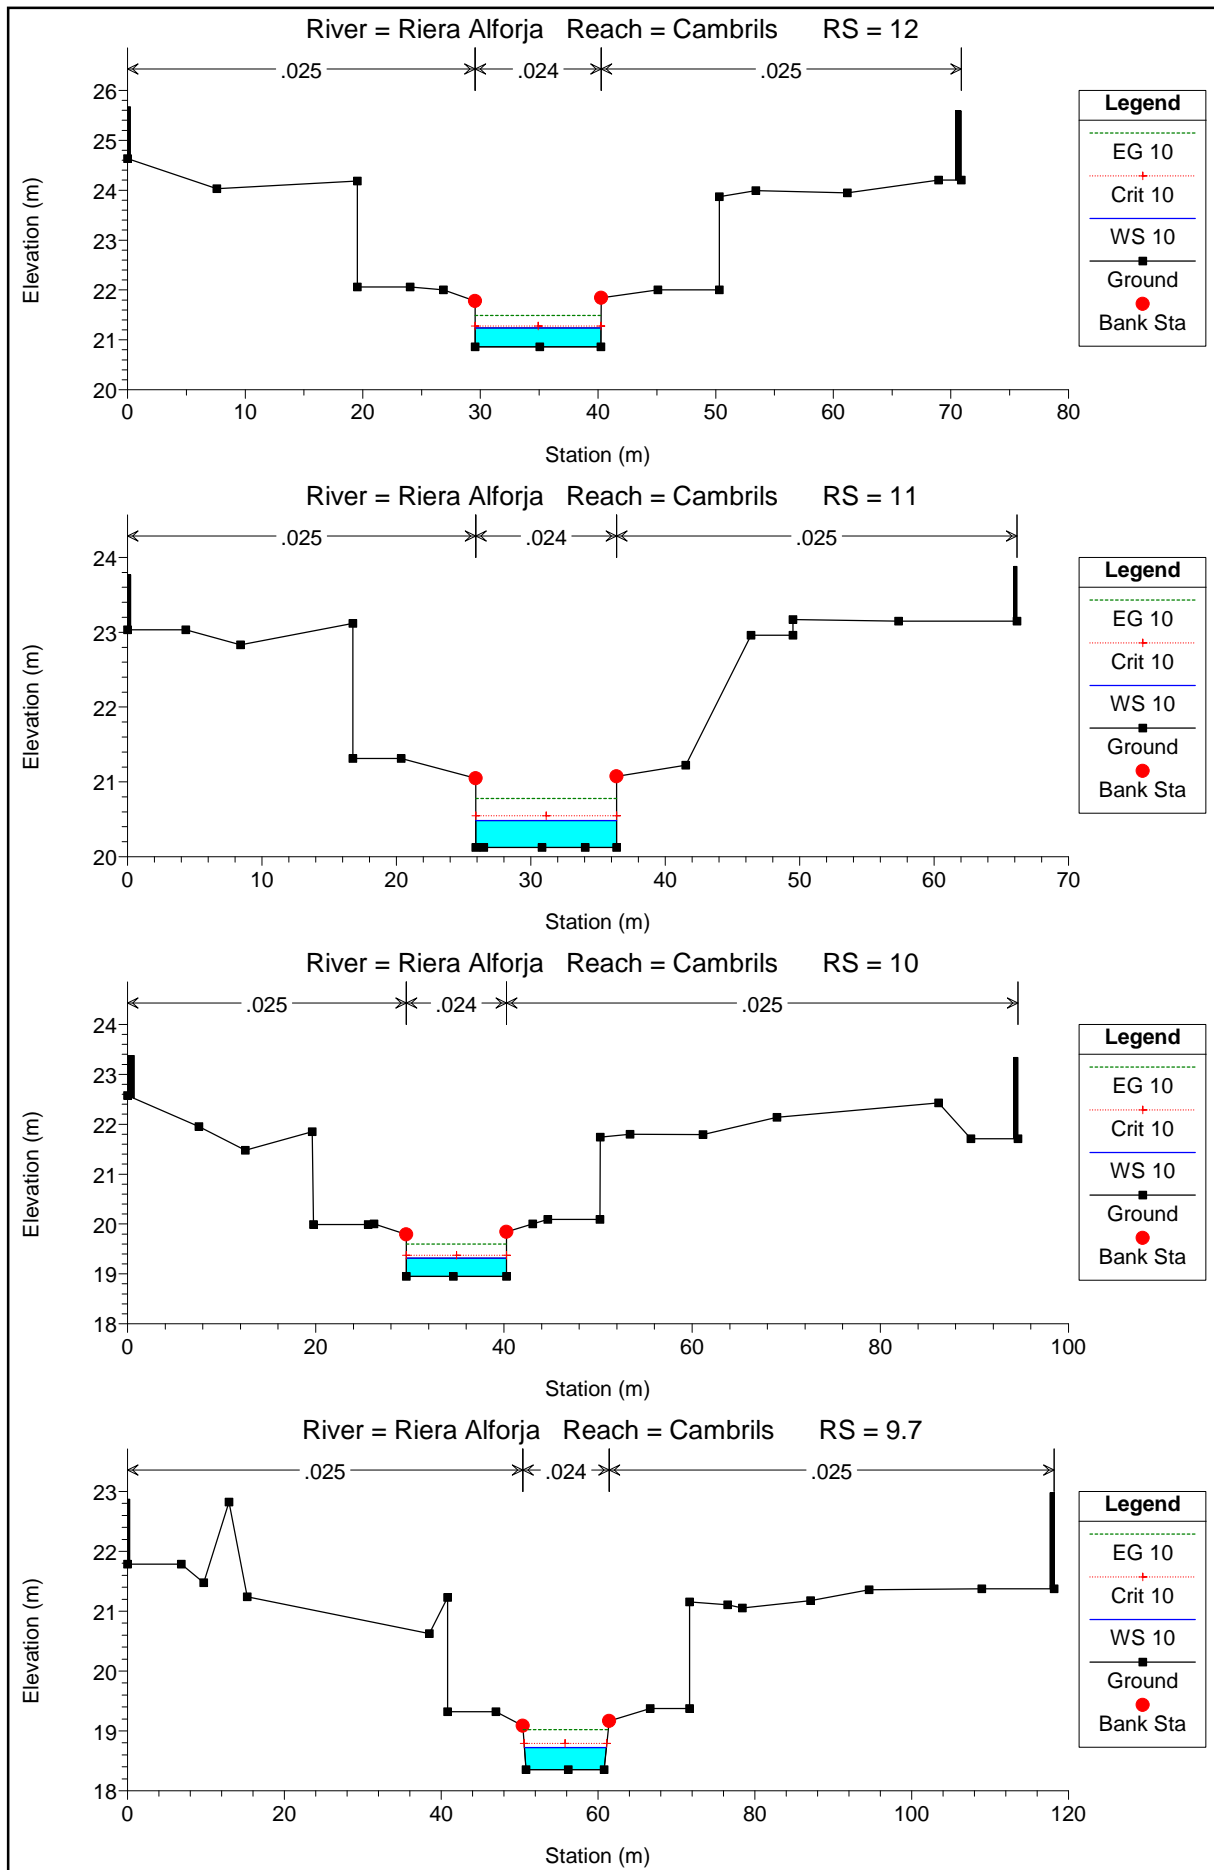 River = Riera Alforja   Reach = Cambrils      RS = 12
.025 .024 .025
Elevation (m)
26
25
24
23
22
21
20
0 10 20 30 40 50 60 70 80
Station (m)
Legend
EG 10
Crit 10
WS 10
Ground
Bank Sta
River = Riera Alforja   Reach = Cambrils      RS = 11
.025 .024 .025
Elevation (m)
24
23
22
21
20
0 10 20 30 40 50 60 70
Station (m)
Legend
EG 10
Crit 10
WS 10
Ground
Bank Sta
River = Riera Alforja   Reach = Cambrils      RS = 10
.025 .024 .025
Elevation (m)
24
23
22
21
20
19
18
0 20 40 60 80 100
Station (m)
Legend
EG 10
Crit 10
WS 10
Ground
Bank Sta
River = Riera Alforja   Reach = Cambrils      RS = 9.7
.025 .024 .025
Elevation (m)
23
22
21
20
19
18
0 20 40 60 80 100 120
Station (m)
Legend
EG 10
Crit 10
WS 10
Ground
Bank Sta